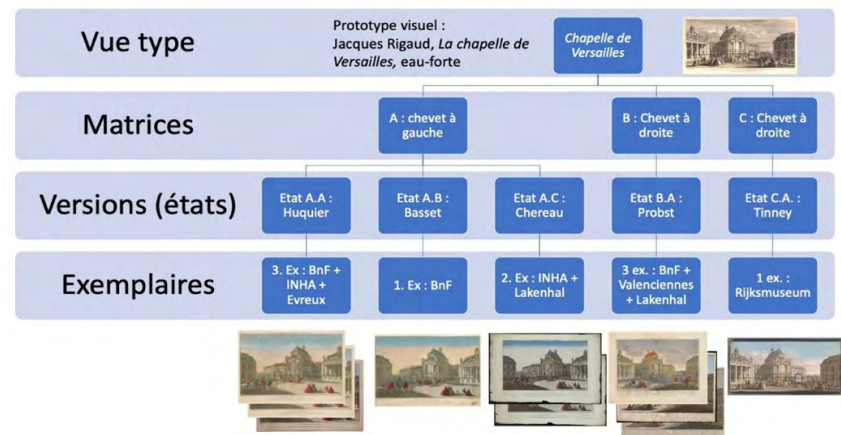 Vue type
Prototype visuel :
Jacques Rigaud, La chapelle de
Versailles, eau-forte
Chapelle de
Versailles
Matrices
A : chevet à
gauche
B : Chevet à
droite
C : Chevet à
droite
Versions (états)
Etat A.A :
Huquier
Etat A.B :
Basset
Etat A.C :
Chereau
Etat B.A :
Probst
Etat C.A. :
Tinney
Exemplaires
3. Ex : BnF +
INHA +
Evreux
1. Ex : BnF
2. Ex : INHA +
Lakenhal
3 ex. : BnF +
Valenciennes
+ Lakenhal
1 ex. :
Rijksmuseum